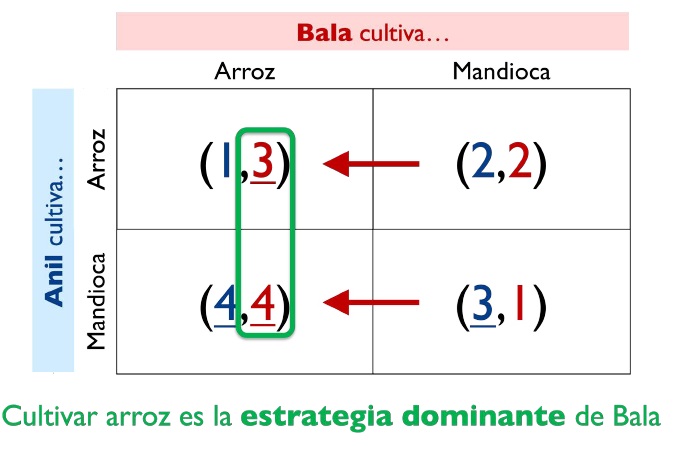 Bala cultiva...
Arroz Mandioca
Anil cultiva...
Arroz
(1,3) (2,2)
Mandioca
(4,4) (3,1)
Cultivar arroz es la estrategia dominante de Bala